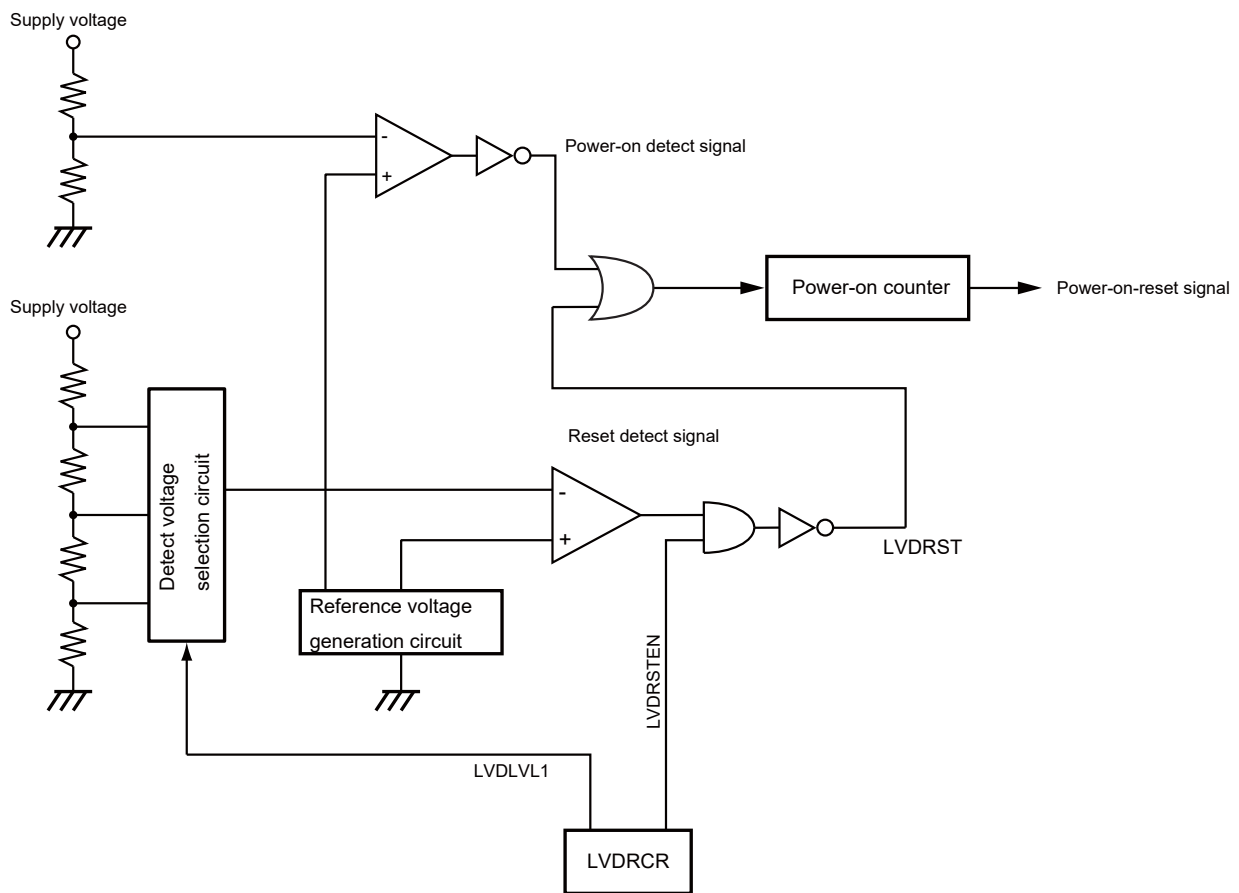 Supply voltage
-
+
Power-on detect signal
Power-on counter
Power-on-reset signal
Supply voltage
Detect voltage
selection circuit
Reset detect signal
-
+
LVDRST
Reference voltage
generation circuit
LVDRSTEN
LVDLVL1
LVDRCR